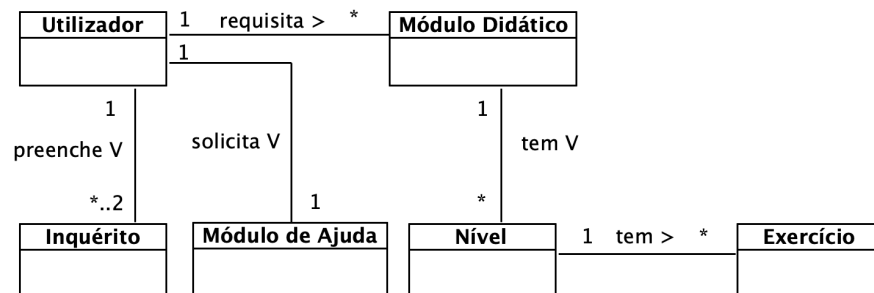 Utilizador
1 requisita > *
Módulo Didático
1
1
1
preenche V
solicita V
tem V
*..2
1
*
Inquérito
Módulo de Ajuda
Nível
1 tem > *
Exercício